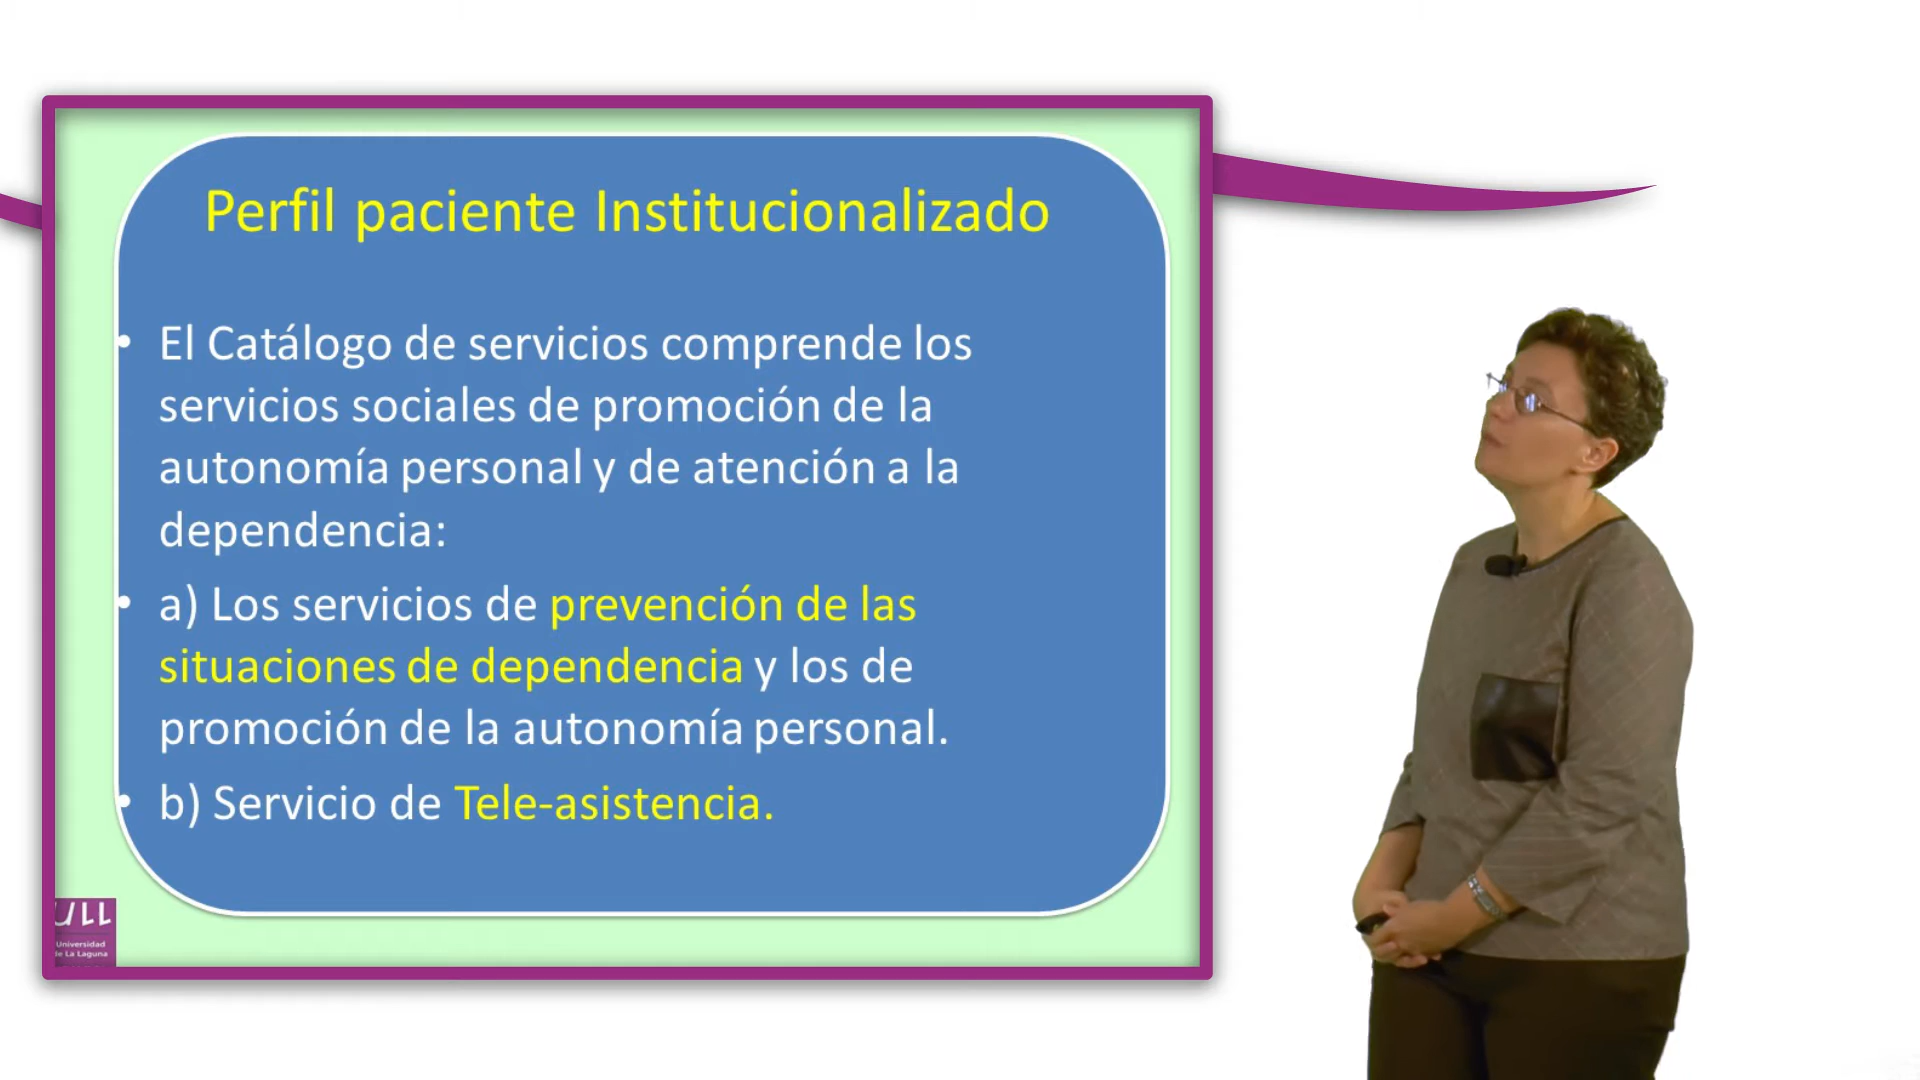 Perfil paciente Institucionalizado
• El Catálogo de servicios comprende los
servicios sociales de promoción de la
autonomía personal y de atención a la
dependencia:
• a) Los servicios de prevención de las
situaciones de dependencia y los de
promoción de la autonomía personal.
• b) Servicio de Tele-asistencia.
ULL
Universidad
de La Laguna